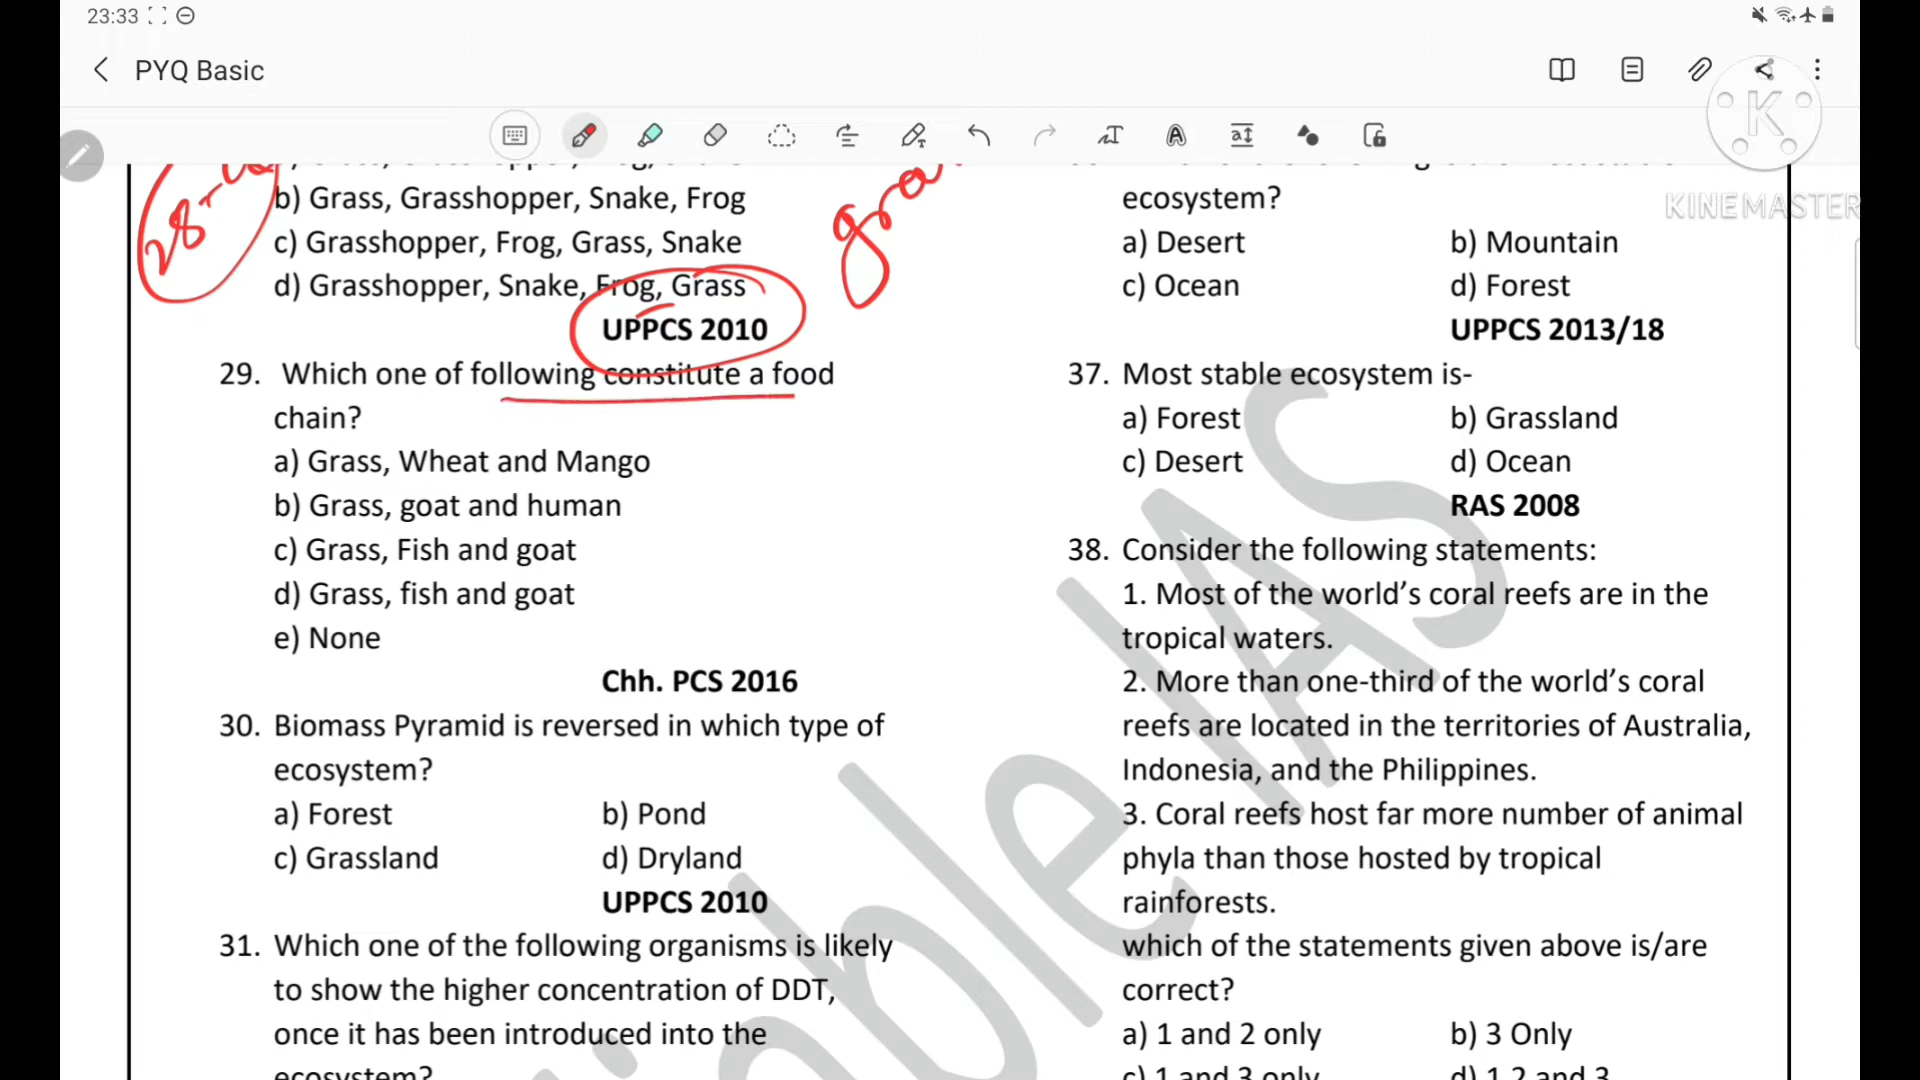 23:33
PYQ Basic
KINEMASTER
28-
gra
b) Grass, Grasshopper, Snake, Frog
c) Grasshopper, Frog, Grass, Snake
d) Grasshopper, Snake, Frog, Grass
UPPCS 2010
29. Which one of following constitute a food
chain?
a) Grass, Wheat and Mango
b) Grass, goat and human
c) Grass, Fish and goat
d) Grass, fish and goat
e) None
Chh. PCS 2016
30. Biomass Pyramid is reversed in which type of
ecosystem?
a) Forest b) Pond
c) Grassland d) Dryland
UPPCS 2010
31. Which one of the following organisms is likely
to show the higher concentration of DDT,
once it has been introduced into the
ecosystem?
ecosystem?
a) Desert b) Mountain
c) Ocean d) Forest
UPPCS 2013/18
37. Most stable ecosystem is-
a) Forest b) Grassland
c) Desert d) Ocean
RAS 2008
38. Consider the following statements:
1. Most of the world’s coral reefs are in the
tropical waters.
2. More than one-third of the world’s coral
reefs are located in the territories of Australia,
Indonesia, and the Philippines.
3. Coral reefs host far more number of animal
phyla than those hosted by tropical
rainforests.
which of the statements given above is/are
correct?
a) 1 and 2 only b) 3 Only
c) 1 and 3 only d) 1,2 and 3
ible IAS